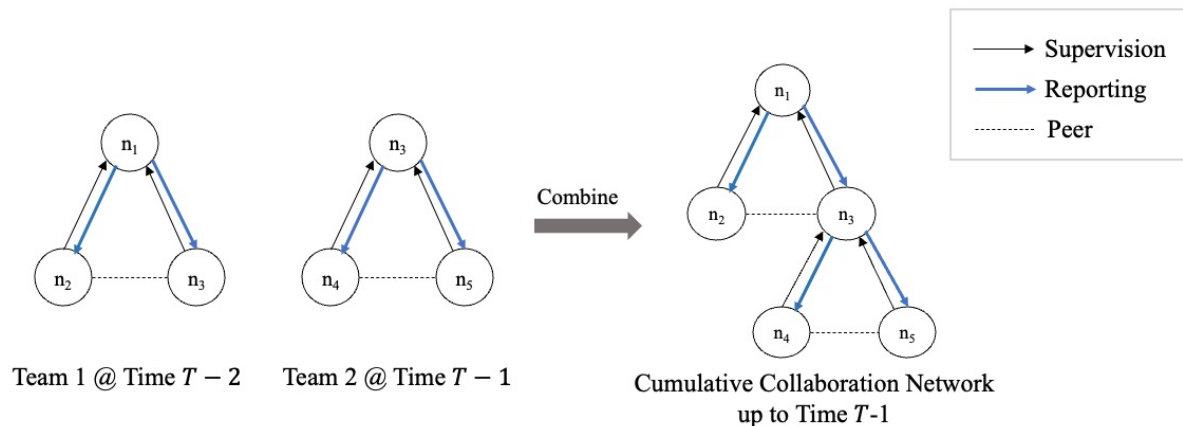 Supervision
Reporting
Peer
n₁
n₂
n₃
Team 1 @ Time T − 2
n₃
n₄
n₅
Team 2 @ Time T − 1
Combine
n₁
n₂
n₃
n₄
n₅
Cumulative Collaboration Network
up to Time T-1